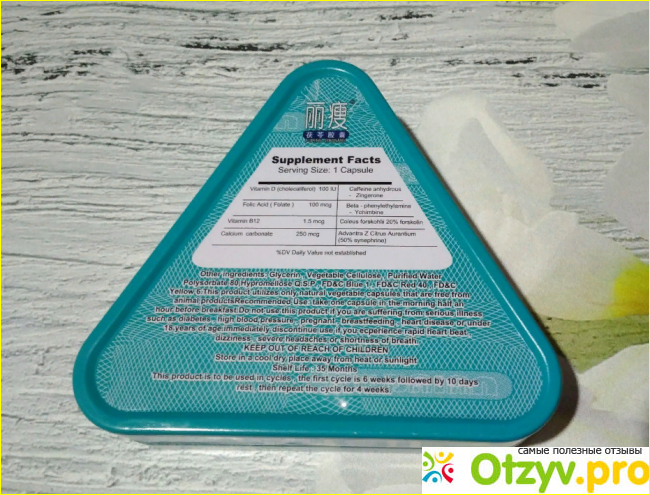 丽瘦
茯苓胶囊
Supplement Facts
Serving Size: 1 Capsule
Vitamin D (cholecalliferol) 100 IU
Caffeine anhydrous
- Zingerone
Folic Acid ( Folate ) 100 mcg
Beta - phenylethylamine
- Yohimbine
Vitamin B12 1.5 mcg
Coleus forskohlii 20% forskolin
Calcium carbonate 250 mcg
Advantra Z Citrus Aurantium
(50% synephrine)
%DV Daily Value not established
Other ingredients: Glycerin, Vegetable Cellulose, Purified Water
Polysorbate 80,Hypromellose Q.S.P., FD&C Blue 1, FD&C Red 40, FD&C
Yellow 6.This product utilizes only natural vegetable capsules that are free from
animal productsRecommended Use: take one capsule in the morning half an
hour before breakfast.Do not use this product if you are suffering from serious illness
such as diabetes, high blood pressure, pregnant, breastfeeding, heart disease or under
18 years of age.immediately discontinue use if you ecperience rapid heart beat,
dizziness, severe headaches or shortness of breath.
KEEP OUT OF REACH OF CHILDREN
Store in a cool dry place away from heat or sunlight.
Shelf Life : 35 Months
This product is to be used in cycles, the first cycle is 6 weeks followed by 10 days
rest, then repeat the cycle for 4 weeks.
самые полезные отзывы
Otzyv.pro